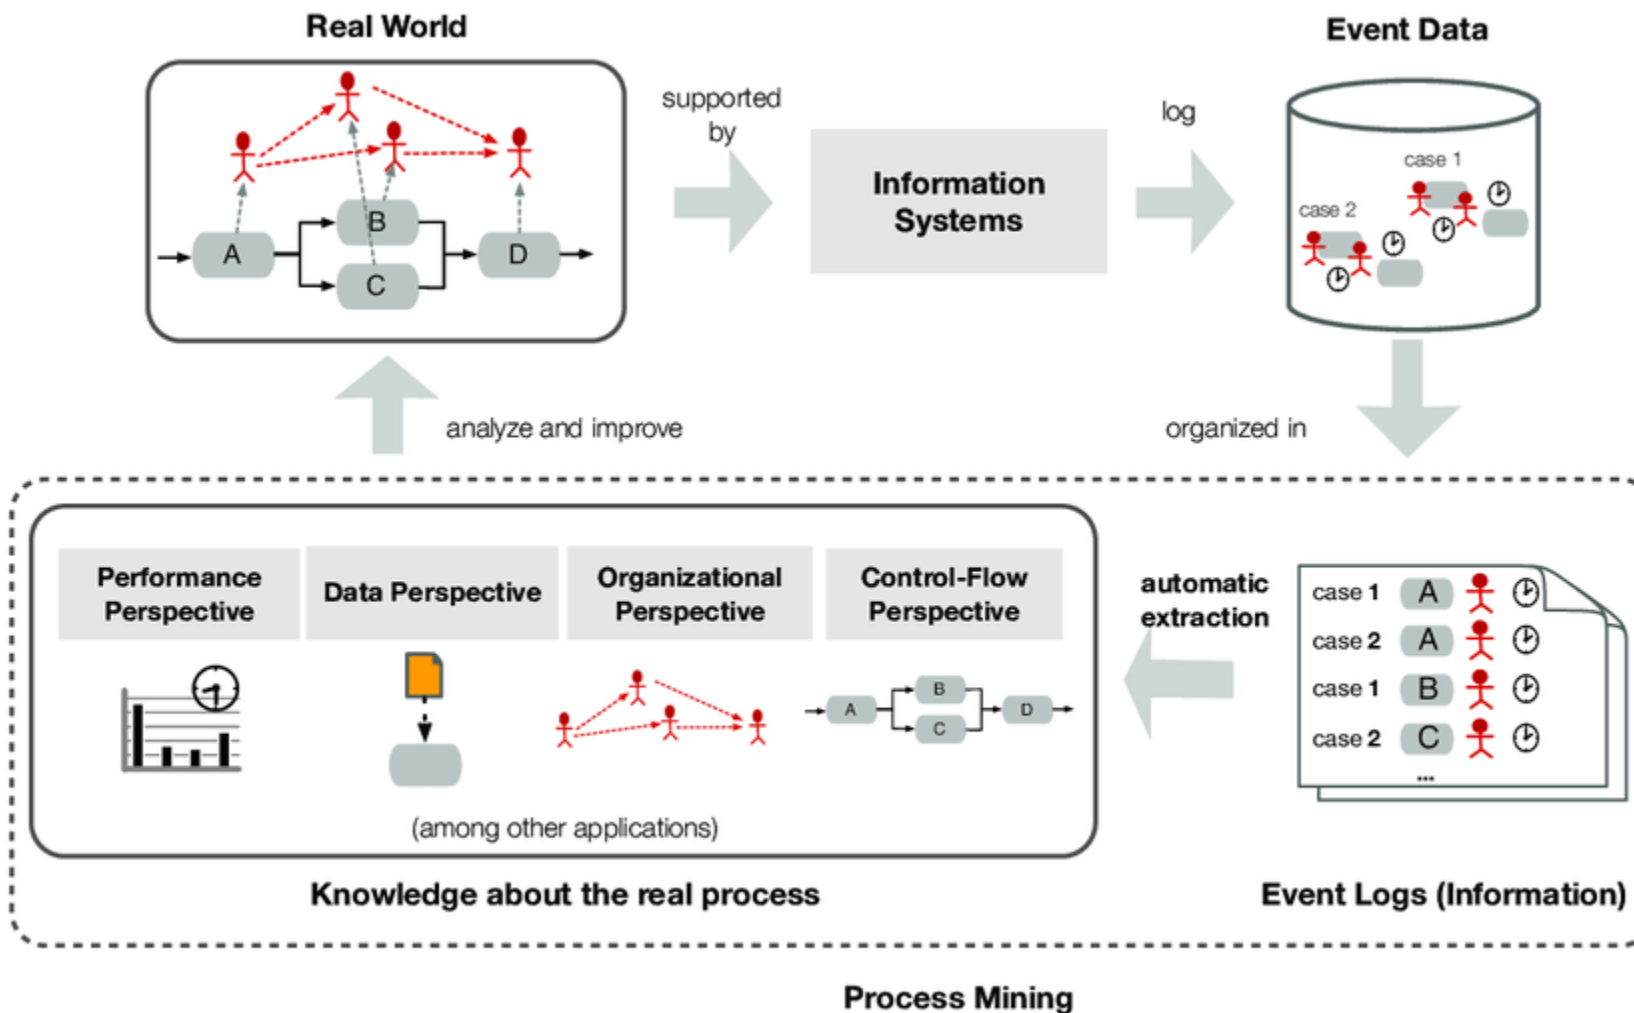 Real World
Event Data
supported
by
log
Information
Systems
A
B
C
D
case 1
case 2
analyze and improve
organized in
Performance
Perspective
Data Perspective
Organizational
Perspective
Control-Flow
Perspective
A
B
C
D
(among other applications)
automatic
extraction
case 1 A
case 2 A
case 1 B
case 2 C
...
Knowledge about the real process
Event Logs (Information)
Process Mining